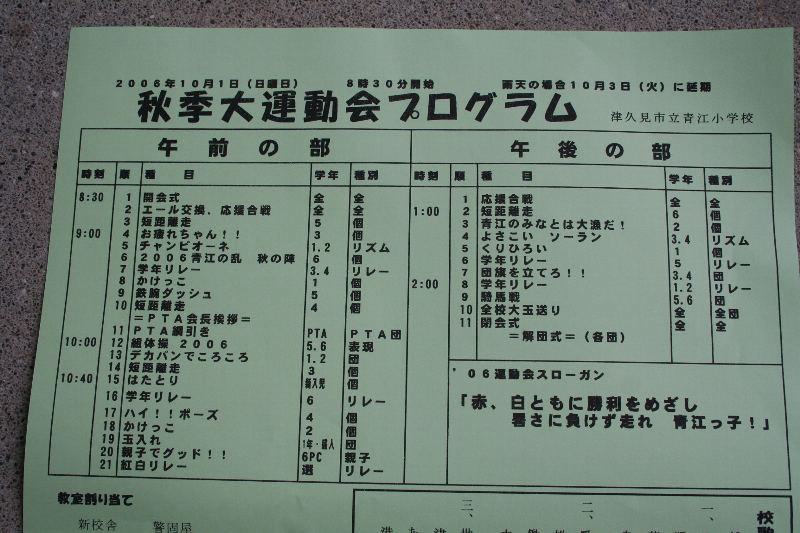 2006年10月1日（日曜日） 8時30分開始 雨天の場合10月3日（火）に延期
秋季大運動会プログラム 津久見市立青江小学校
午前の部
時刻 順 種目 学年 種別
8:30 1 開会式 全 全
2 エール交換、応援合戦 全 全
3 短距離走 5 個
9:00 4 お疲れちゃん！！ 3 個
5 チャンピオーネ 1.2 リズム
6 2006青江の乱 秋の陣 6 個
7 学年リレー 3.4 リレー
8 かけっこ 1 個
9 鉄腕ダッシュ 5 個
10 短距離走 4 個
＝PTA会長挨拶＝
11 PTA綱引き PTA PTA団
10:00 12 組体操 2006 5.6 表現
13 デカパンでころころ 1.2 団
14 短距離走 3 個
10:40 15 はたとり 新入児 個
16 学年リレー 6 リレー
17 ハイ！！ポーズ 4 個
18 かけっこ 2 個
19 玉入れ 1年・ 団
20 親子でグッド！！ 6PC 親子
21 紅白リレー 選 リレー
午後の部
時刻 順 種目 学年 種別
1 応援合戦 全 全
1:00 2 短距離走 6 個
3 青江のみなとは大漁だ！ 2 個
4 よさこい ソーラン 3.4 リズム
5 くりひろい 1 個
6 学年リレー 5 リレー
7 団旗を立てろ！！ 3.4 団
2:00 8 学年リレー 1.2 リレー
9 騎馬戦 5.6 団
10 全校大玉送り 全 全団
11 閉会式 全 全
＝解団式＝（各団）
'06運動会スローガン
「赤、白ともに勝利をめざし
暑さに負けず走れ 青江っ子！」
教室割り当て
新校舎 警固屋
校歌
一、
二、
三、